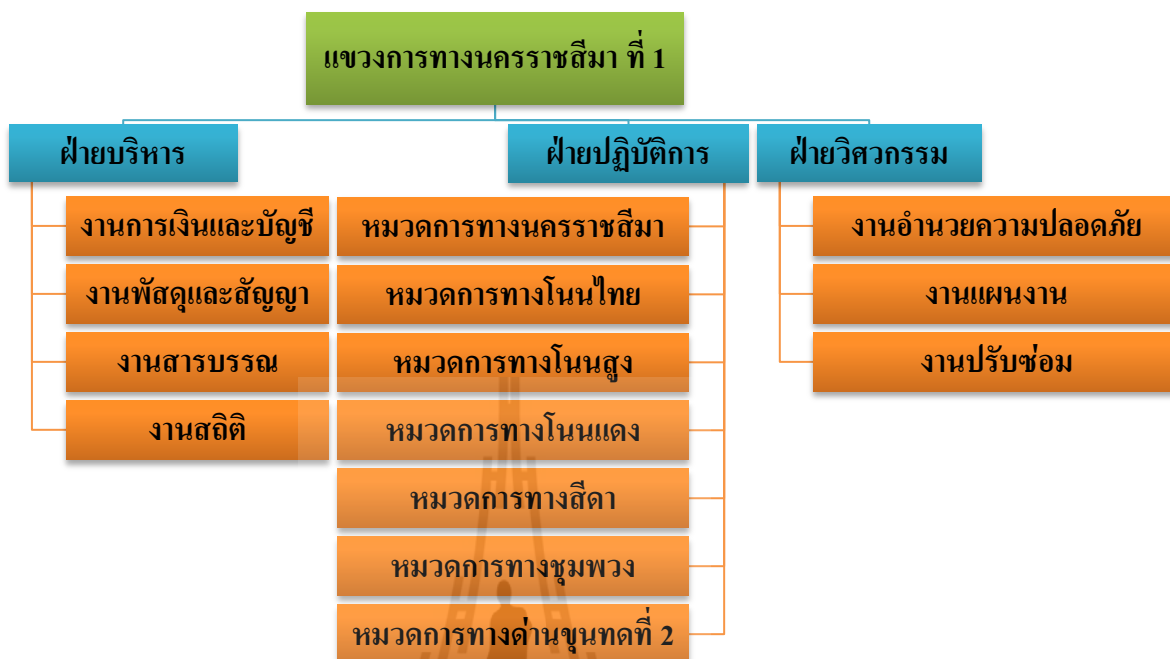 แขวงการทางนครราชสีมา ที่ 1
ฝ่ายบริหาร
งานการเงินและบัญชี
งานพัสดุและสัญญา
งานสารบรรณ
งานสถิติ
ฝ่ายปฏิบัติการ
หมวดการทางนครราชสีมา
หมวดการทางโนนไทย
หมวดการทางโนนสูง
หมวดการทางโนนแดง
หมวดการทางสีดา
หมวดการทางชุมพวง
หมวดการทางด่านขุนทดที่ 2
ฝ่ายวิศวกรรม
งานอำนวยความปลอดภัย
งานแผนงาน
งานปรับซ่อม